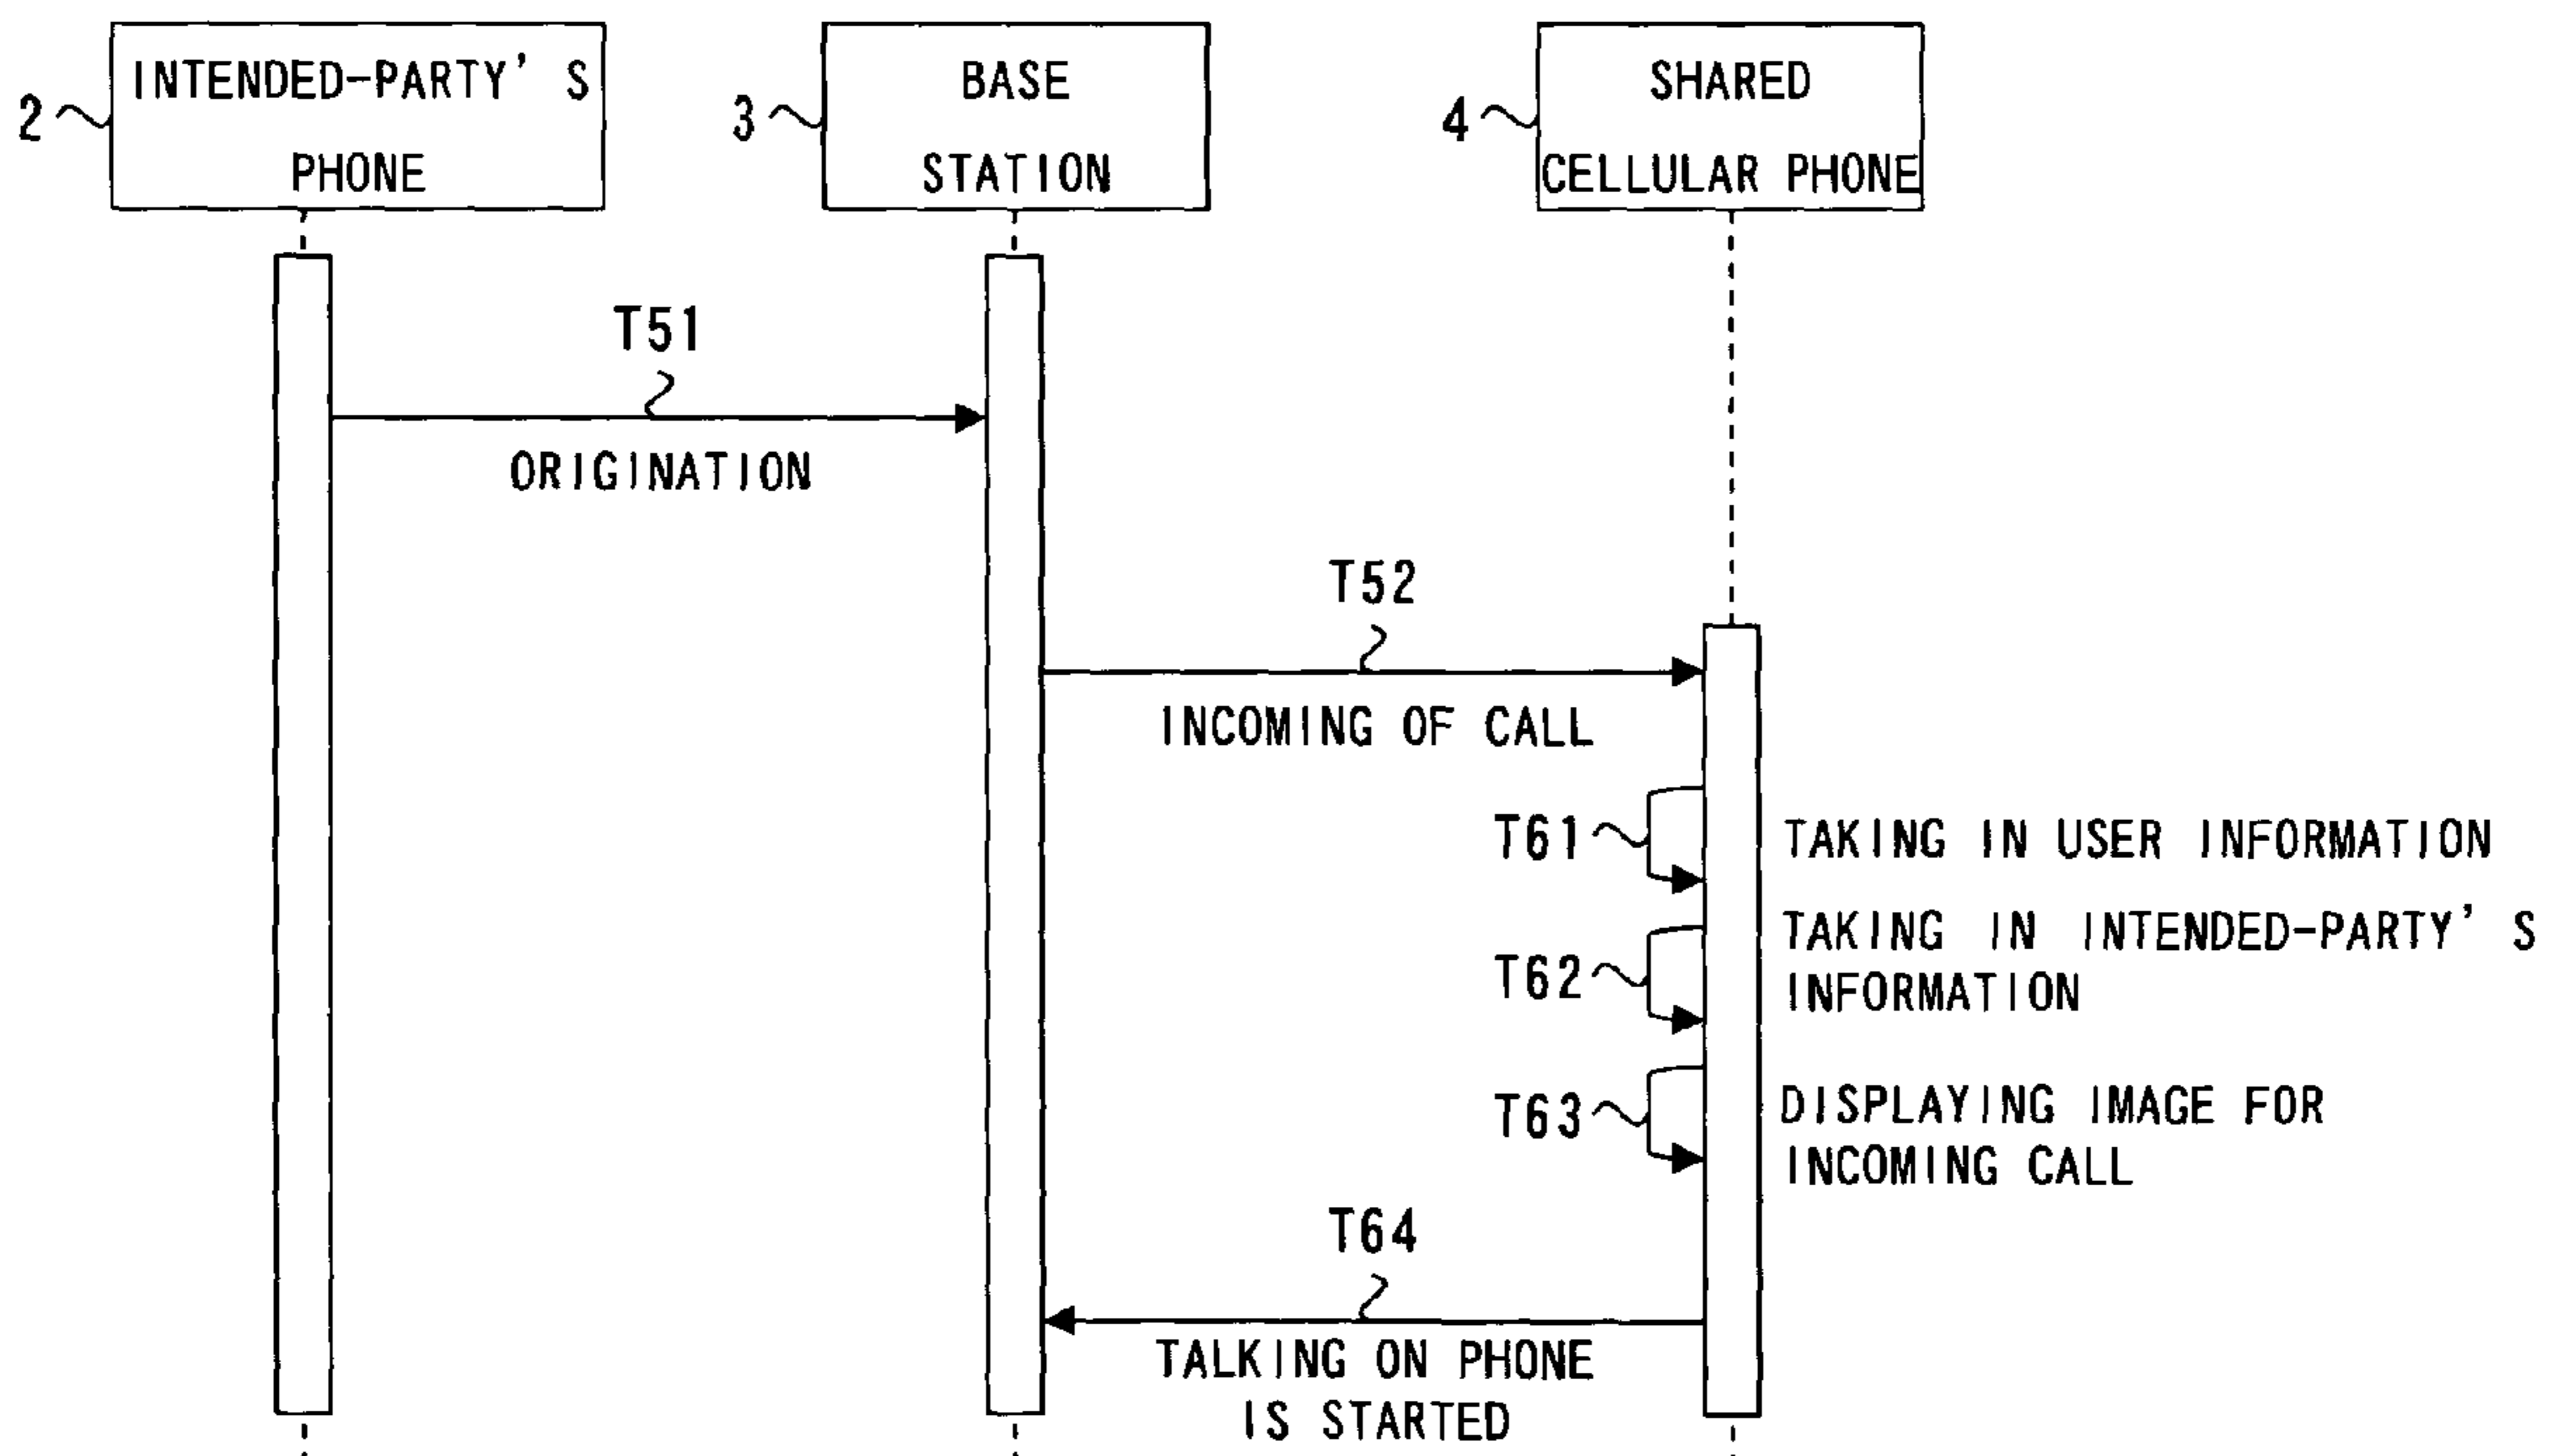 INTENDED-PARTY'S
PHONE
2
BASE
STATION
3
SHARED
CELLULAR PHONE
4
T51
ORIGINATION
T52
INCOMING OF CALL
T61
TAKING IN USER INFORMATION
T62
TAKING IN INTENDED-PARTY'S
INFORMATION
T63
DISPLAYING IMAGE FOR
INCOMING CALL
T64
TALKING ON PHONE
IS STARTED